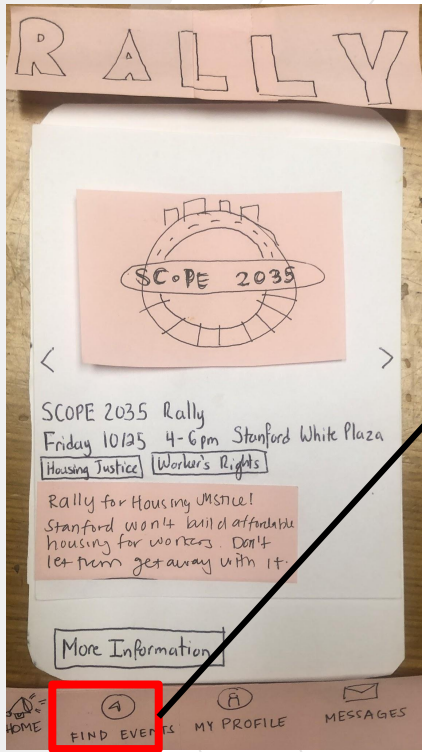 RALLY
SCOPE 2035
SCOPE 2035 Rally
Friday 10/25 4-6pm Stanford White Plaza
Housing Justice Worker's Rights
Rally for Housing Justice!
Stanford won't build affordable
housing for workers. Don't
let them get away with it.
More Information
HOME FIND EVENTS MY PROFILE MESSAGES